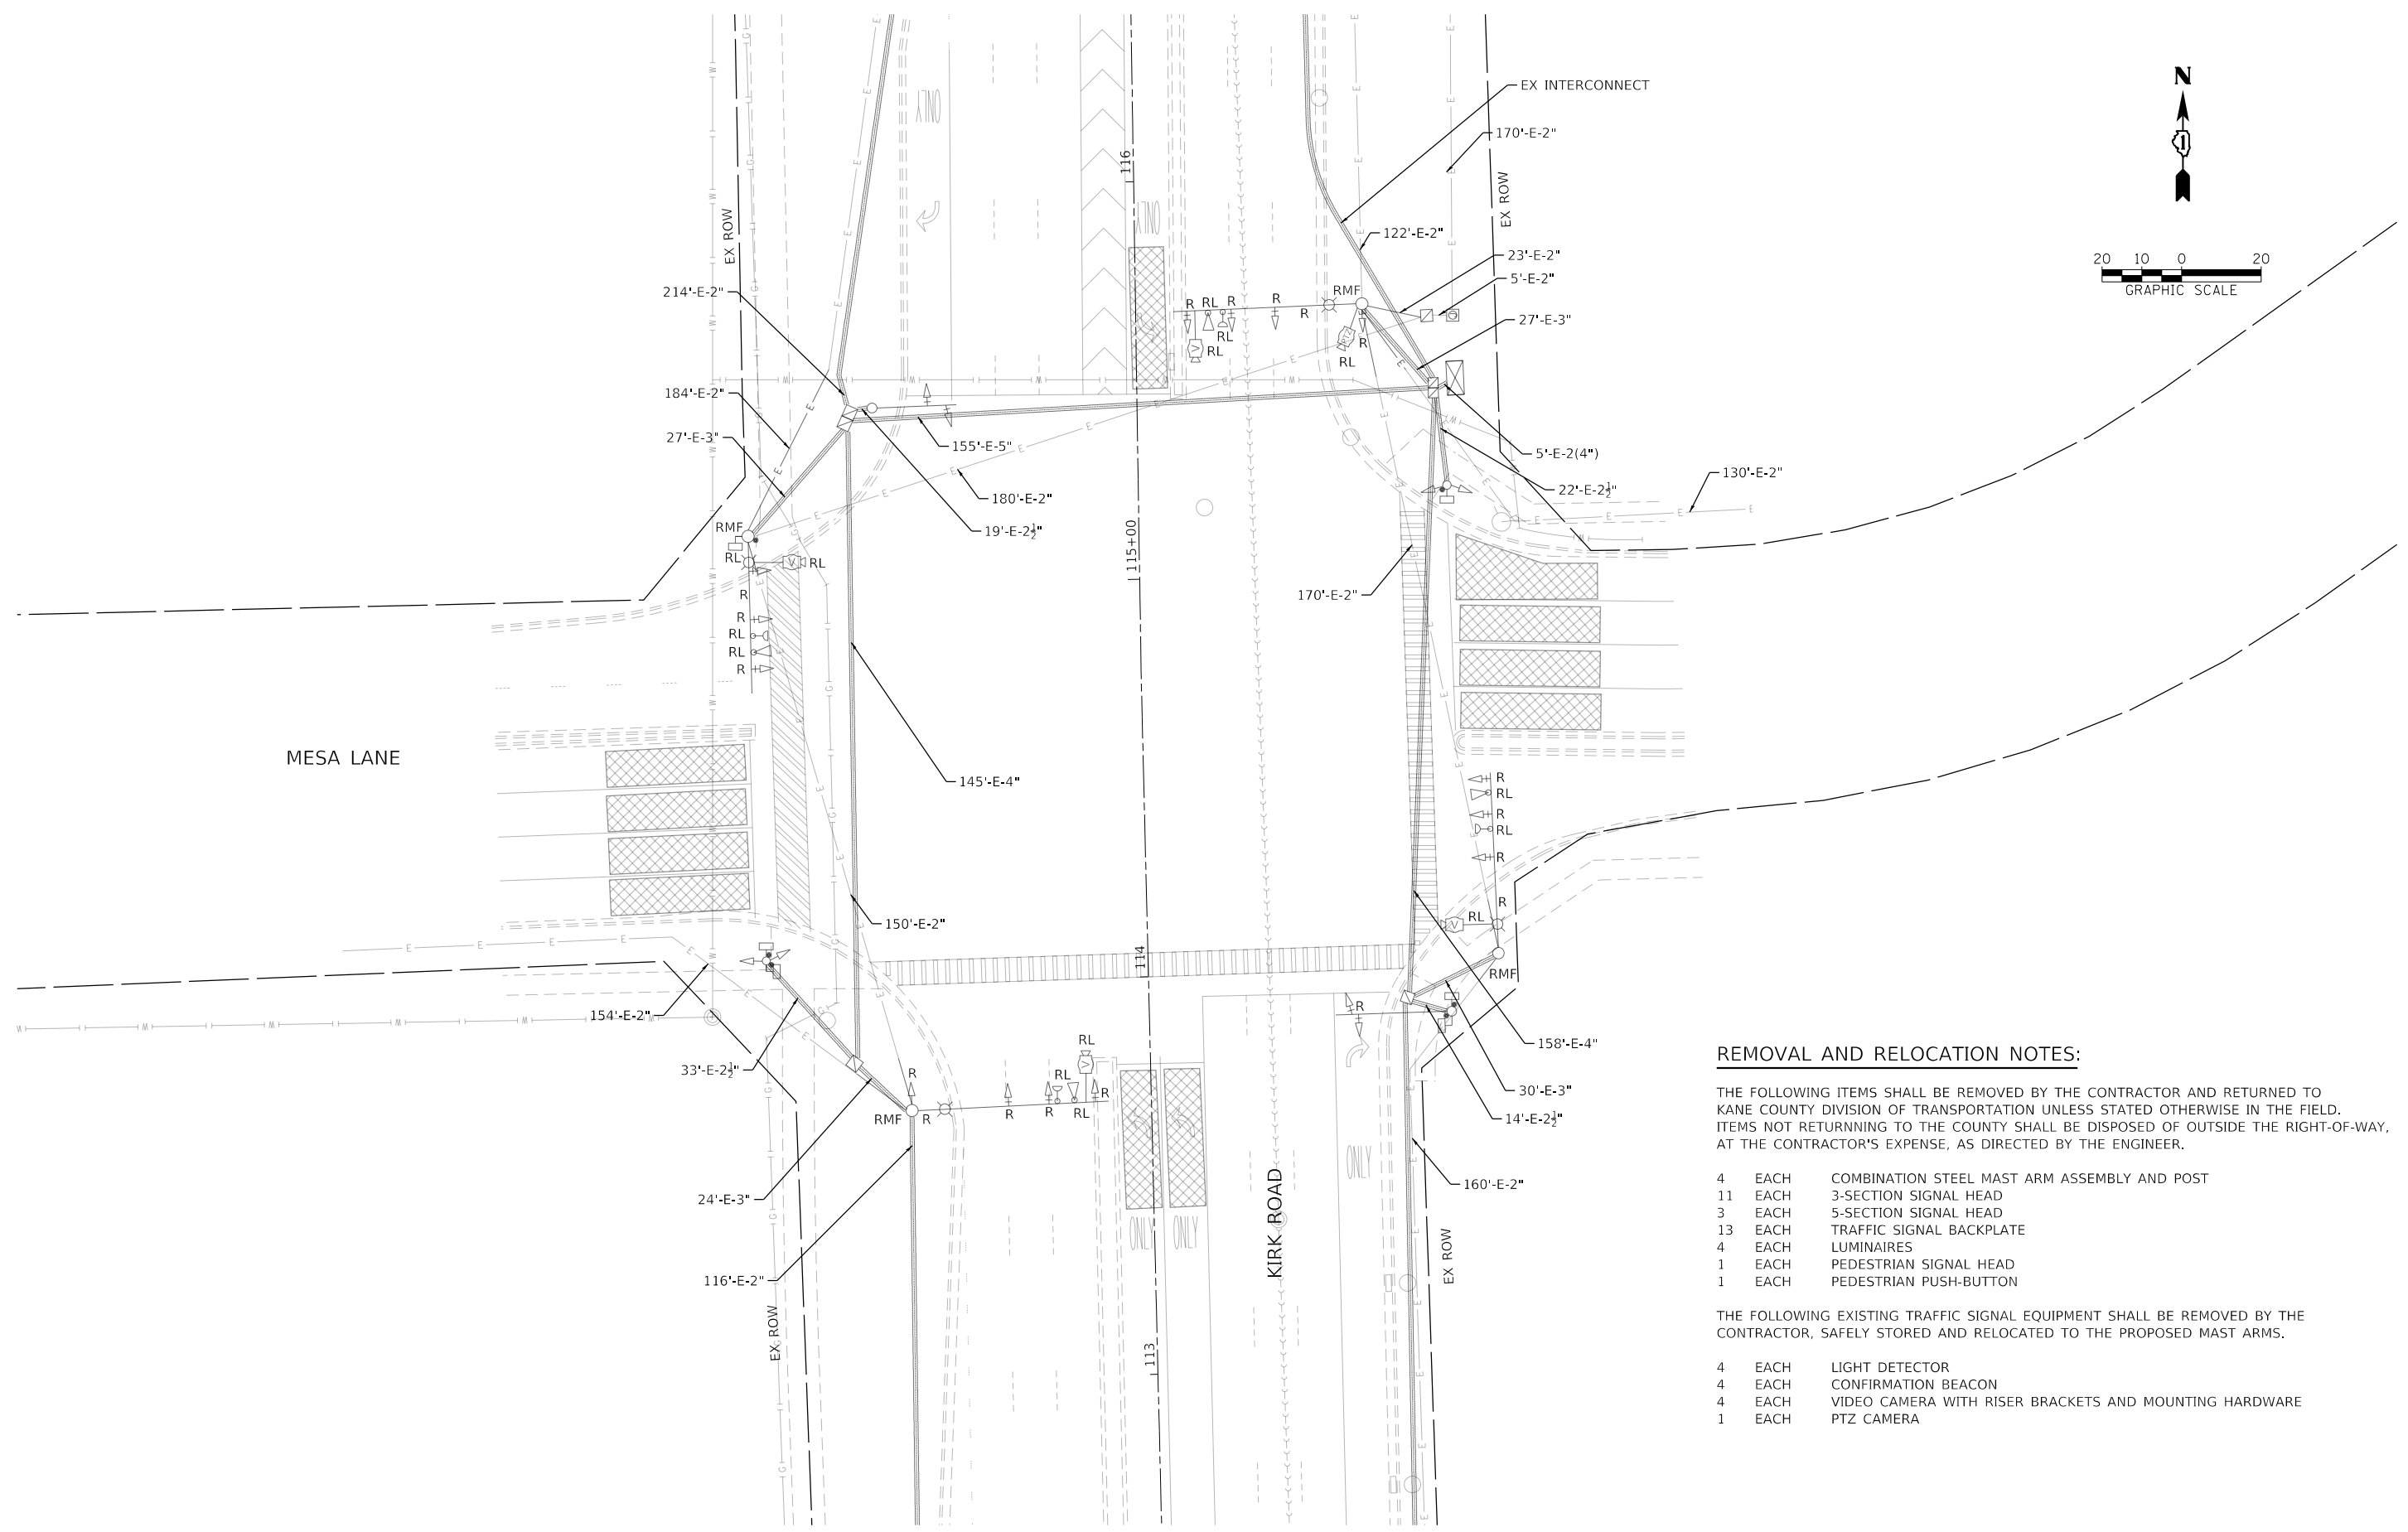 EX INTERCONNECT
170'-E-2"
N
1
116
ONLY
ONLY
EX ROW
EX ROW
122'-E-2"
23'-E-2"
5'-E-2"
27'-E-3"
20 10 0 20
GRAPHIC SCALE
214'-E-2"
R RL R R RMF
R
RL
RL
V
PTZ
R
RL
184'-E-2"
27'-E-3"
155'-E-5"
5'-E-2(4")
130'-E-2"
180'-E-2"
22'-E-2½"
19'-E-2½"
RMF
115+00
RL
V
RL
170'-E-2"
R
R
RL
RL
R
MESA LANE
145'-E-4"
R
RL
R
RL
R
150'-E-2"
R
RL
V
114
RMF
154'-E-2"
R
R
158'-E-4"
33'-E-2½"
RL
V
R
RL
R
30'-E-3"
RMF R
R
R
RL
14'-E-2½"
24'-E-3"
ONLY
160'-E-2"
KIRK ROAD
ONLY
ONLY
116'-E-2"
EX ROW
EX ROW
113
REMOVAL AND RELOCATION NOTES:
THE FOLLOWING ITEMS SHALL BE REMOVED BY THE CONTRACTOR AND RETURNED TO
KANE COUNTY DIVISION OF TRANSPORTATION UNLESS STATED OTHERWISE IN THE FIELD.
ITEMS NOT RETURNNING TO THE COUNTY SHALL BE DISPOSED OF OUTSIDE THE RIGHT-OF-WAY,
AT THE CONTRACTOR'S EXPENSE, AS DIRECTED BY THE ENGINEER.
4 EACH COMBINATION STEEL MAST ARM ASSEMBLY AND POST
11 EACH 3-SECTION SIGNAL HEAD
3 EACH 5-SECTION SIGNAL HEAD
13 EACH TRAFFIC SIGNAL BACKPLATE
4 EACH LUMINAIRES
1 EACH PEDESTRIAN SIGNAL HEAD
1 EACH PEDESTRIAN PUSH-BUTTON
THE FOLLOWING EXISTING TRAFFIC SIGNAL EQUIPMENT SHALL BE REMOVED BY THE
CONTRACTOR, SAFELY STORED AND RELOCATED TO THE PROPOSED MAST ARMS.
4 EACH LIGHT DETECTOR
4 EACH CONFIRMATION BEACON
4 EACH VIDEO CAMERA WITH RISER BRACKETS AND MOUNTING HARDWARE
1 EACH PTZ CAMERA